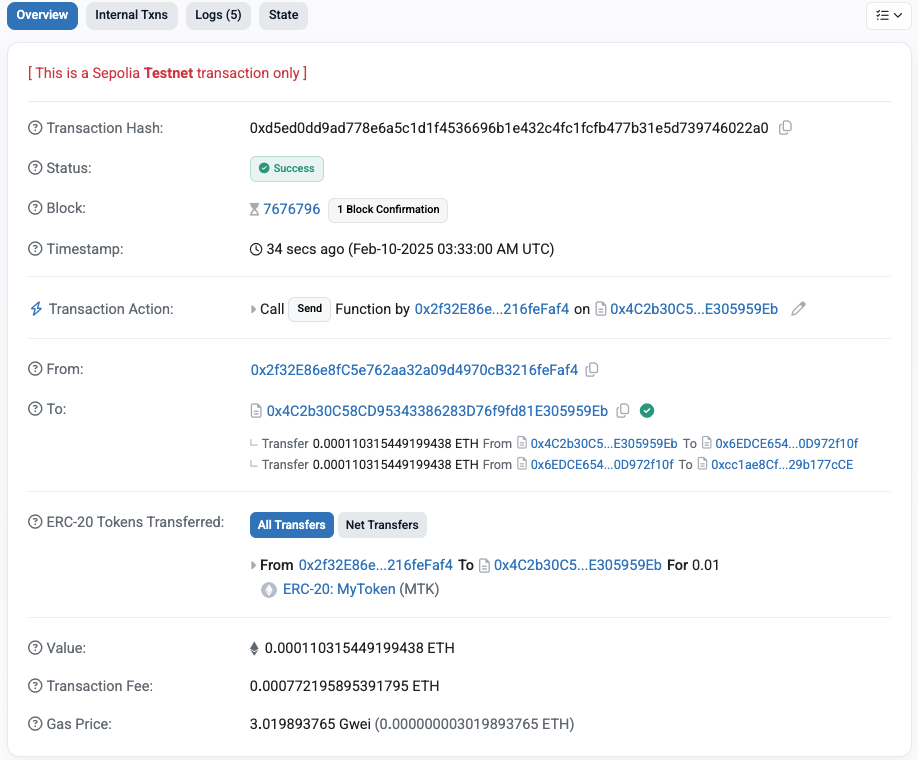 Overview Internal Txns Logs (5) State
[ This is a Sepolia Testnet transaction only ]
Transaction Hash: 0xd5ed0dd9ad778e6a5c1d1f4536696b1e432c4fc1fcfb477b31e5d739746022a0
Status: Success
Block: 7676796 1 Block Confirmation
Timestamp: 34 secs ago (Feb-10-2025 03:33:00 AM UTC)
Transaction Action: Call Send Function by 0x2f32E86e...216feFaf4 on 0x4C2b30C5...E305959Eb
From: 0x2f32E86e8fC5e762aa32a09d4970cB3216feFaf4
To: 0x4C2b30C58CD95343386283D76f9fd81E305959Eb
Transfer 0.000110315449199438 ETH From 0x4C2b30C5...E305959Eb To 0x6EDCE654...0D972f10f
Transfer 0.000110315449199438 ETH From 0x6EDCE654...0D972f10f To 0xcc1ae8Cf...29b177cCE
ERC-20 Tokens Transferred: All Transfers Net Transfers
From 0x2f32E86e...216feFaf4 To 0x4C2b30C5...E305959Eb For 0.01
ERC-20: MyToken (MTK)
Value: 0.000110315449199438 ETH
Transaction Fee: 0.000772195895391795 ETH
Gas Price: 3.019893765 Gwei (0.000000003019893765 ETH)